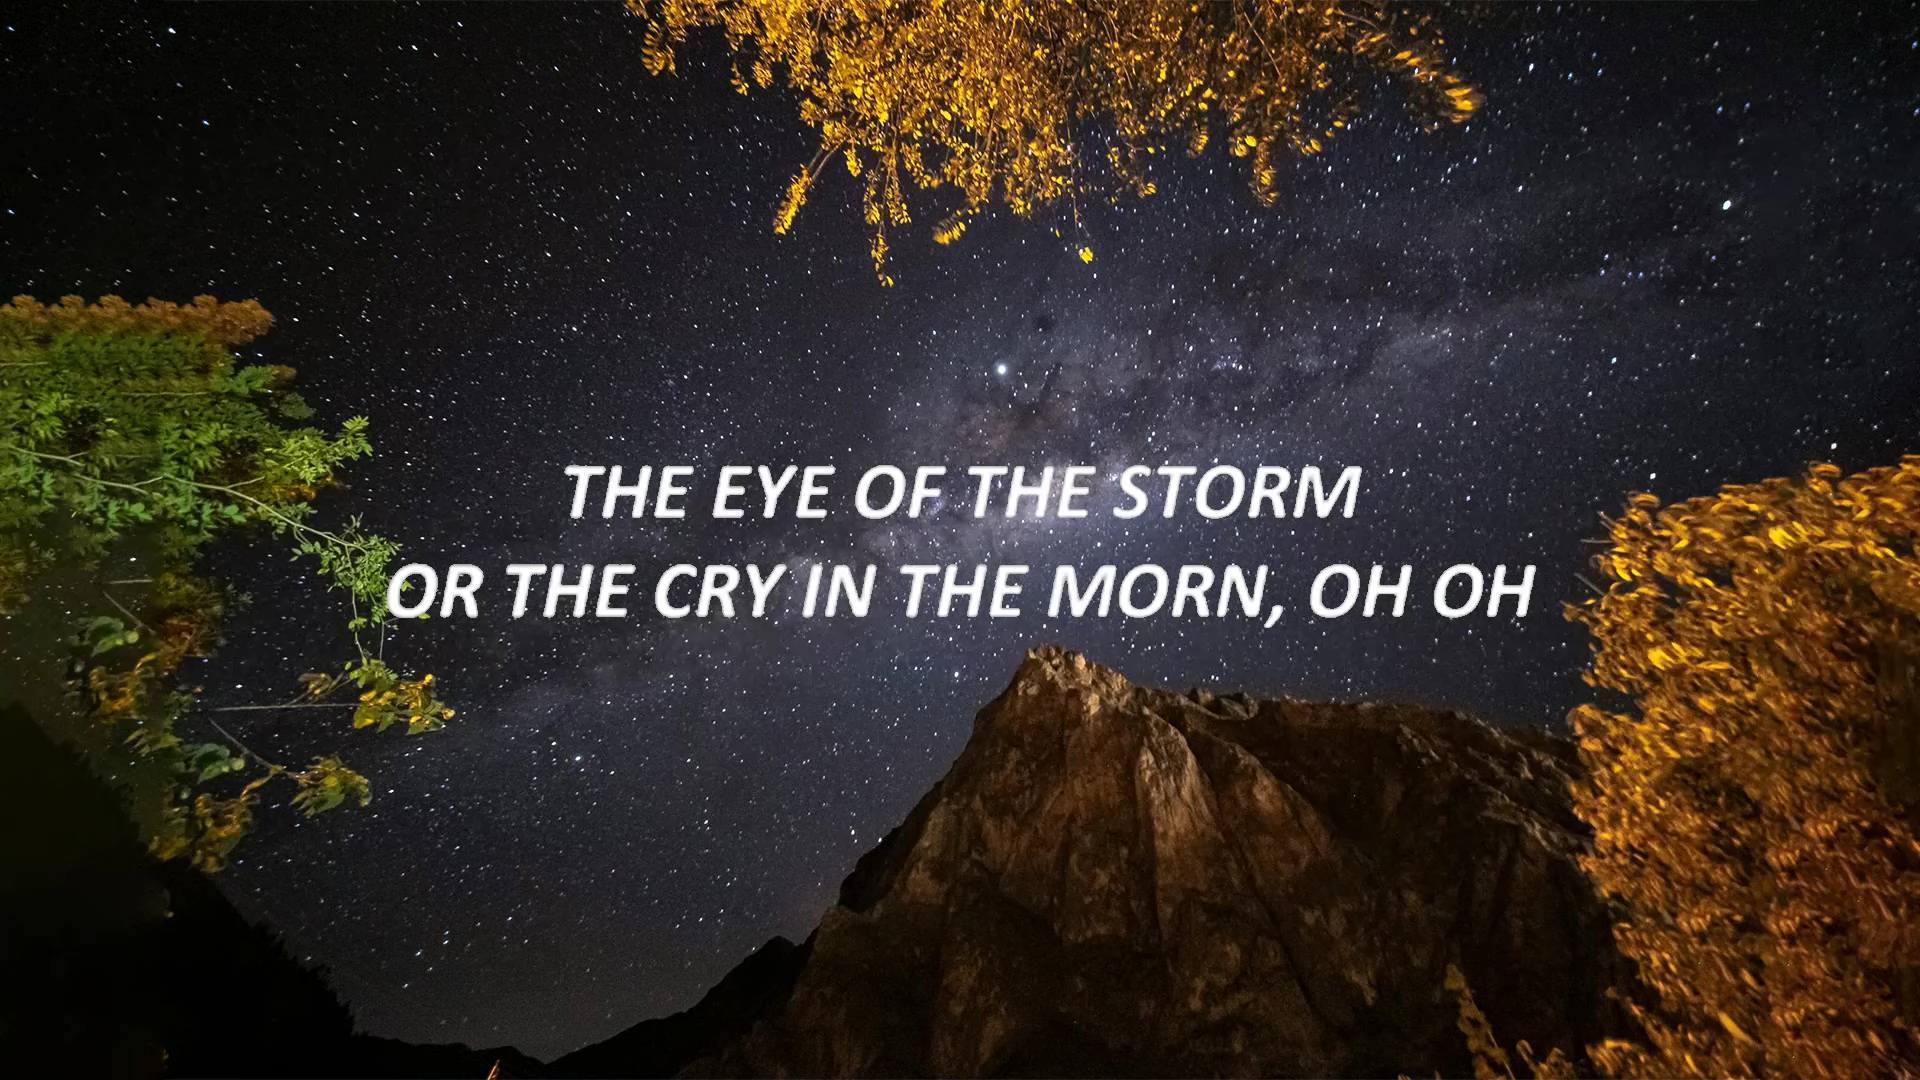 THE EYE OF THE STORM
OR THE CRY IN THE MORN, OH OH